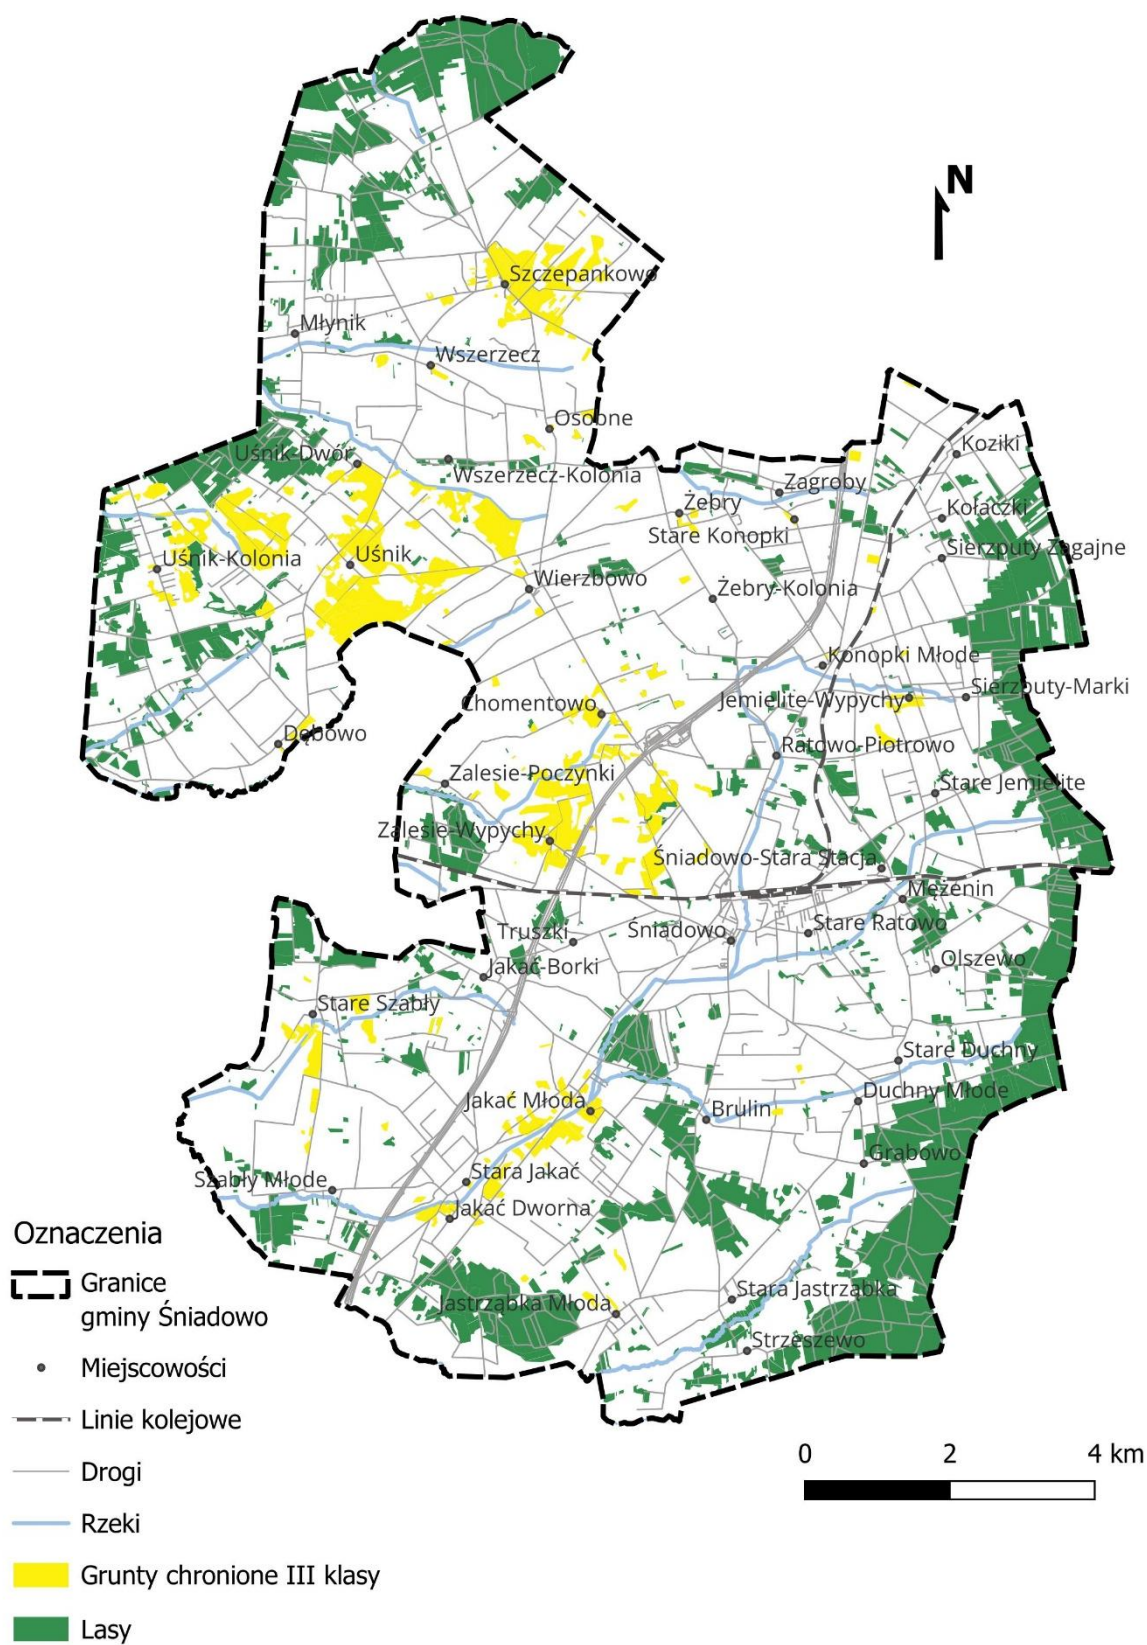 N
Szczepankowo
Młynik
Wszerzecz
Osobne
Uśnik-Dwór
Wszerzecz-Kolonia
Koziki
Zagroby
Żebry
Kołaczki
Stare Konopki
Uśnik-Kolonia
Uśnik
Sierzputy Zagajne
Wierzbowo
Żebry-Kolonia
Konopki Młode
Chomentowo
Jemielite-Wypychy
Sierzputy-Marki
Dębowo
Ratowo-Piotrowo
Zalesie-Poczynki
Stare Jemielite
Zalesie-Wypychy
Śniadowo-Stara Stacja
Mężenin
Truszki
Śniadowo
Stare Ratowo
Jakać-Borki
Olszewo
Stare Szabły
Stare Duchny
Jakać Młoda
Brulin
Duchny Młode
Grabowo
Szabły Młode
Stara Jakać
Jakać Dworna
Jastrząbka Młoda
Stara Jastrząbka
Strzeszewo
Oznaczenia
Granice
gminy Śniadowo
Miejscowości
Linie kolejowe
Drogi
Rzeki
Grunty chronione III klasy
Lasy
0 2 4 km